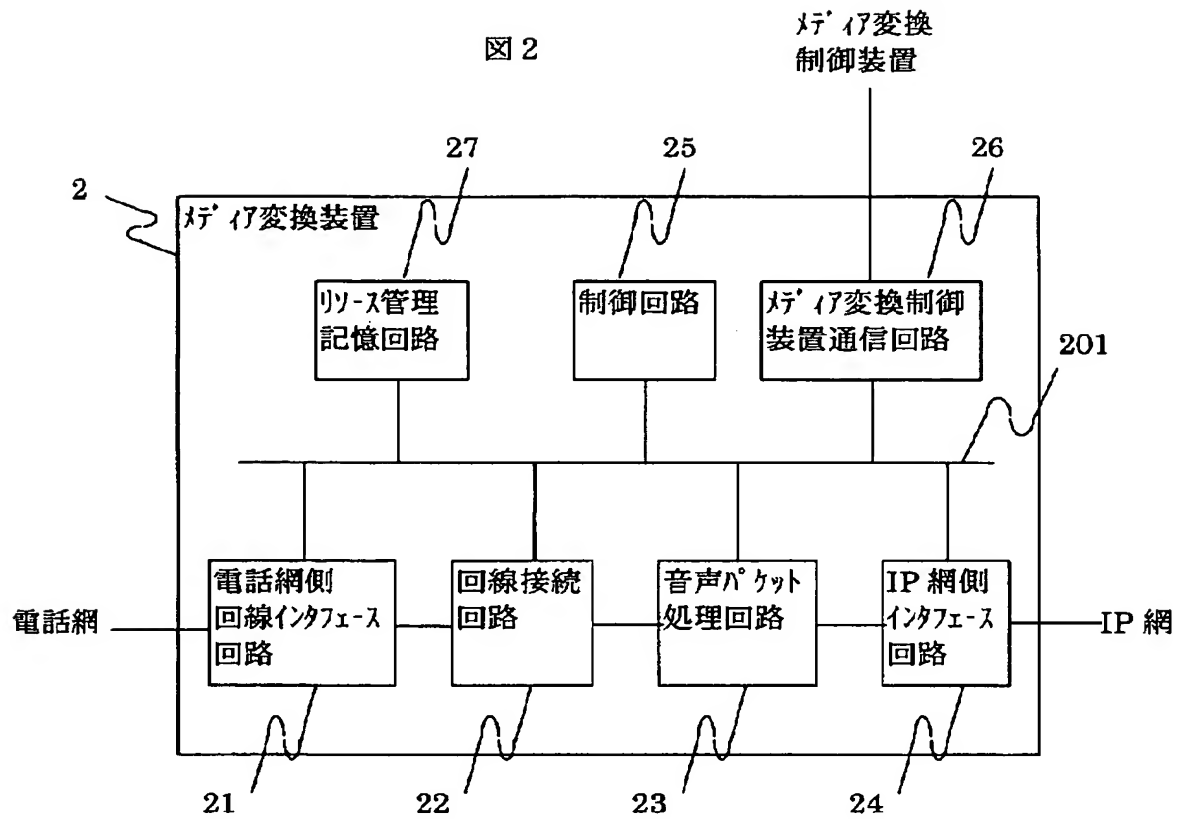 図2
メディア変換
制御装置
27
25
26
2
メディア変換装置
リソース管理
記憶回路
制御回路
メディア変換制御
装置通信回路
201
電話網
電話網側
回線インタフェース
回路
回線接続
回路
音声パケット
処理回路
IP網側
インタフェース
回路
IP網
21
22
23
24